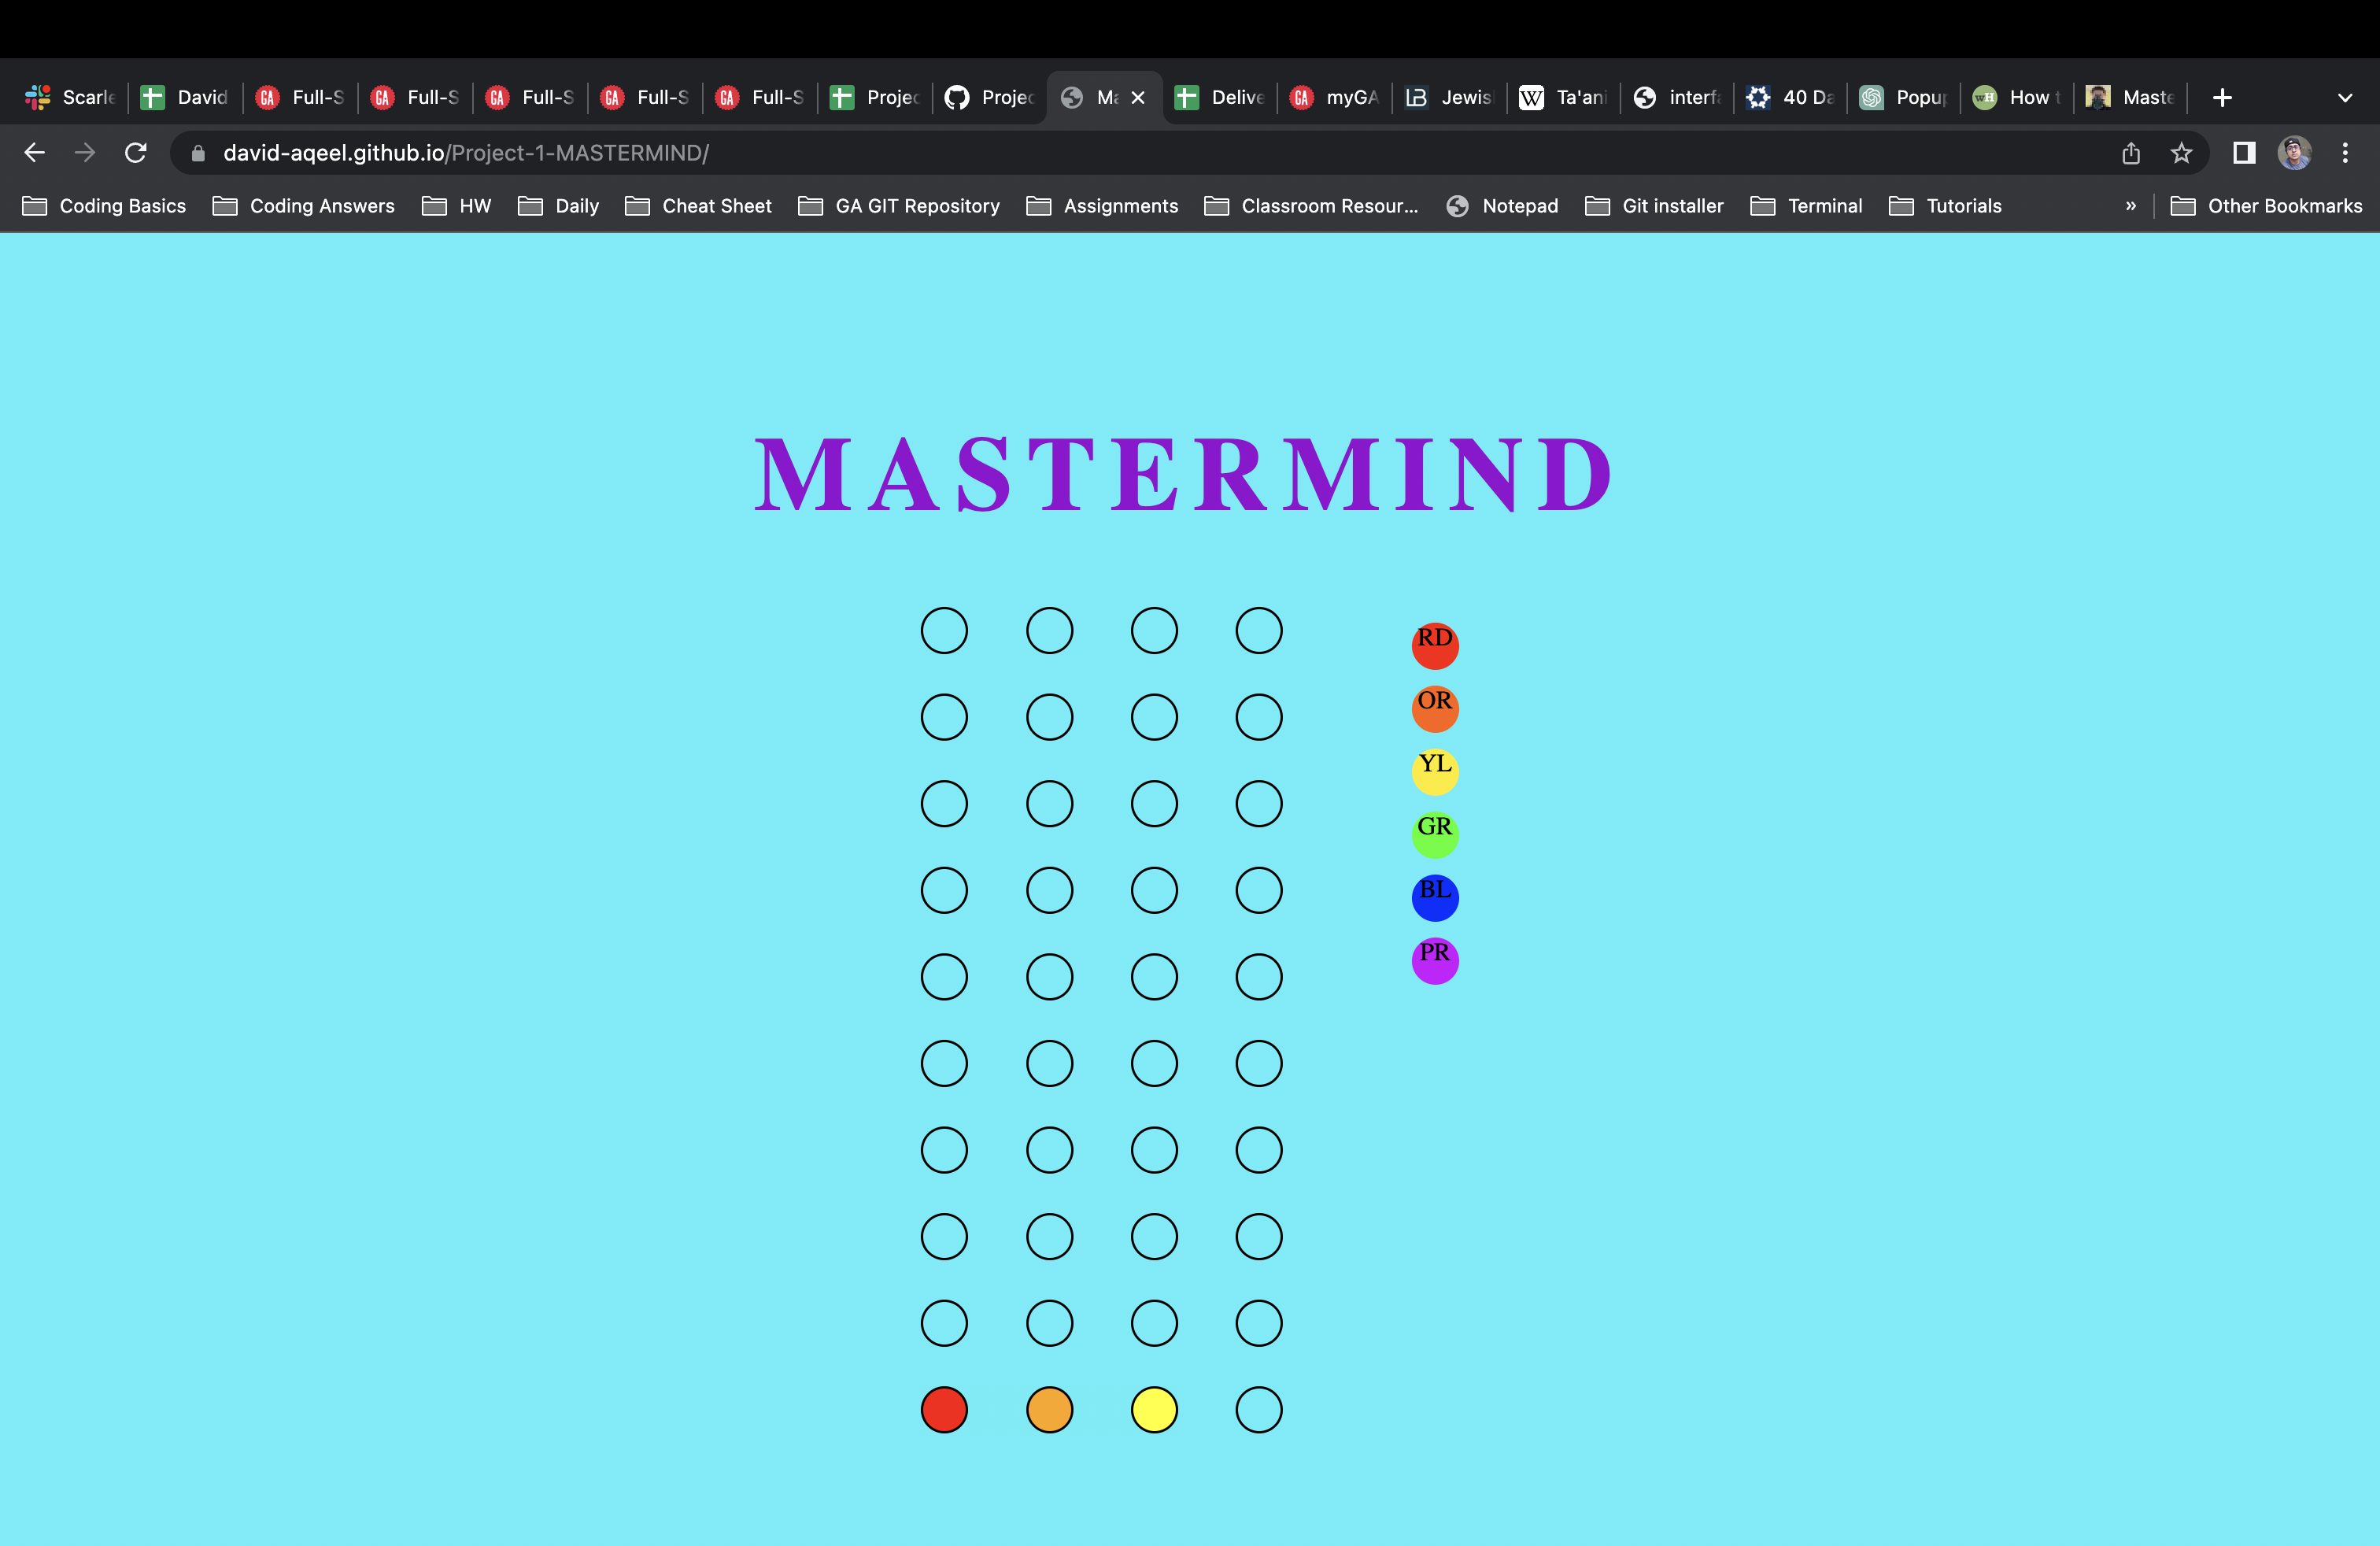 Scarle David Full-S Full-S Full-S Full-S Full-S Projec Projec Ma Delive myGA Jewis Ta'ani interfa 40 Da Popup How t Maste
david-aqeel.github.io/Project-1-MASTERMIND/
Coding Basics Coding Answers HW Daily Cheat Sheet GA GIT Repository Assignments Classroom Resour... Notepad Git installer Terminal Tutorials » Other Bookmarks
MASTERMIND
RD
OR
YL
GR
BL
PR